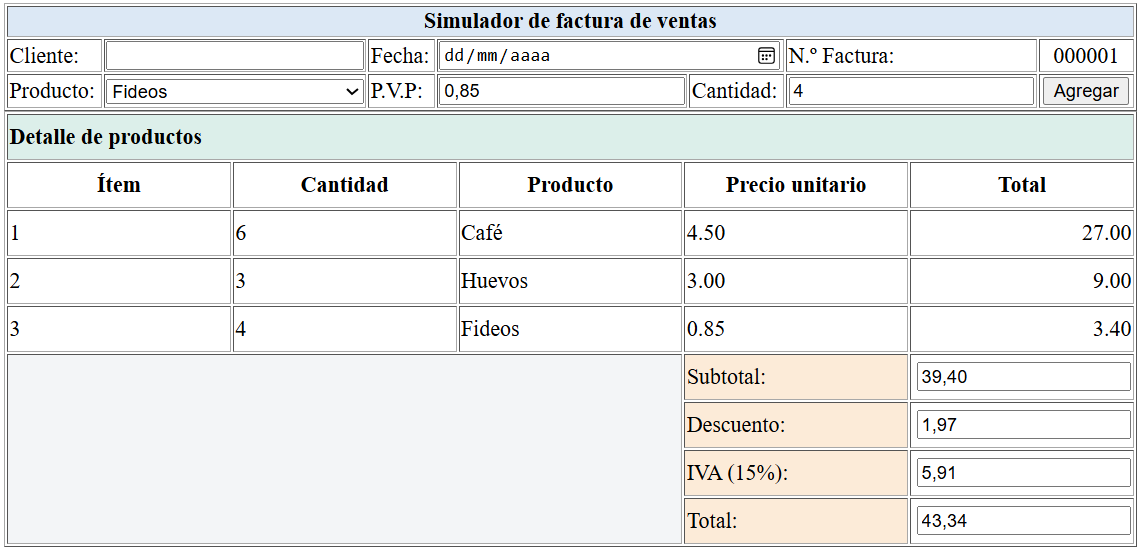 Simulador de factura de ventas
Cliente: Fecha: dd/mm/aaaa N.º Factura: 000001
Producto: Fideos P.V.P: 0,85 Cantidad: 4 Agregar
Detalle de productos
Ítem Cantidad Producto Precio unitario Total
1 6 Café 4.50 27.00
2 3 Huevos 3.00 9.00
3 4 Fideos 0.85 3.40
Subtotal: 39,40
Descuento: 1,97
IVA (15%): 5,91
Total: 43,34